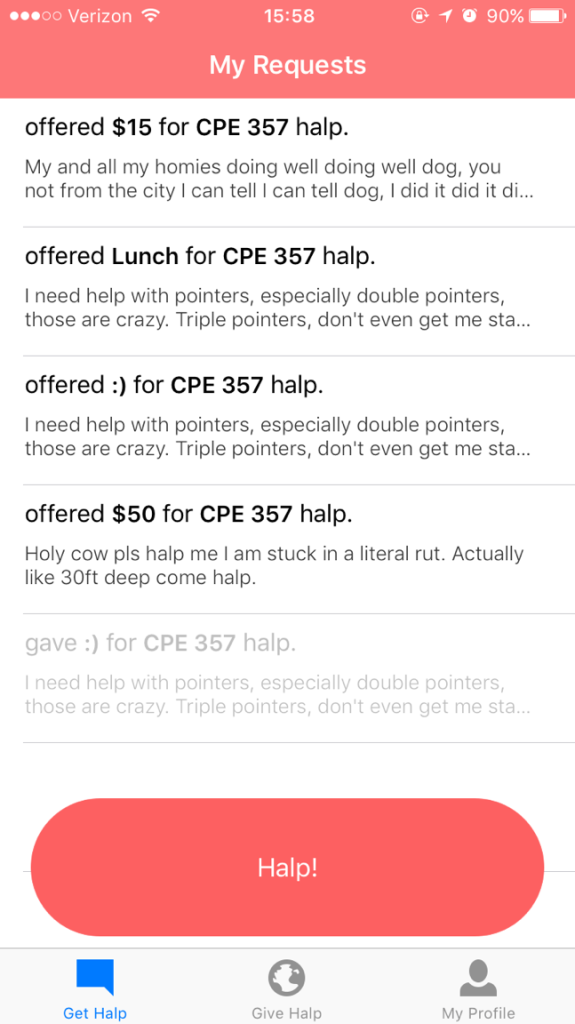 Verizon 15:58 90%
My Requests
offered $15 for CPE 357 halp.
My and all my homies doing well doing well dog, you
not from the city I can tell I can tell dog, I did it did it di...
offered Lunch for CPE 357 halp.
I need help with pointers, especially double pointers,
those are crazy. Triple pointers, don't even get me sta...
offered :) for CPE 357 halp.
I need help with pointers, especially double pointers,
those are crazy. Triple pointers, don't even get me sta...
offered $50 for CPE 357 halp.
Holy cow pls halp me I am stuck in a literal rut. Actually
like 30ft deep come halp.
gave :) for CPE 357 halp.
I need help with pointers, especially double pointers,
those are crazy. Triple pointers, don't even get me sta...
Halp!
Get Halp Give Halp My Profile